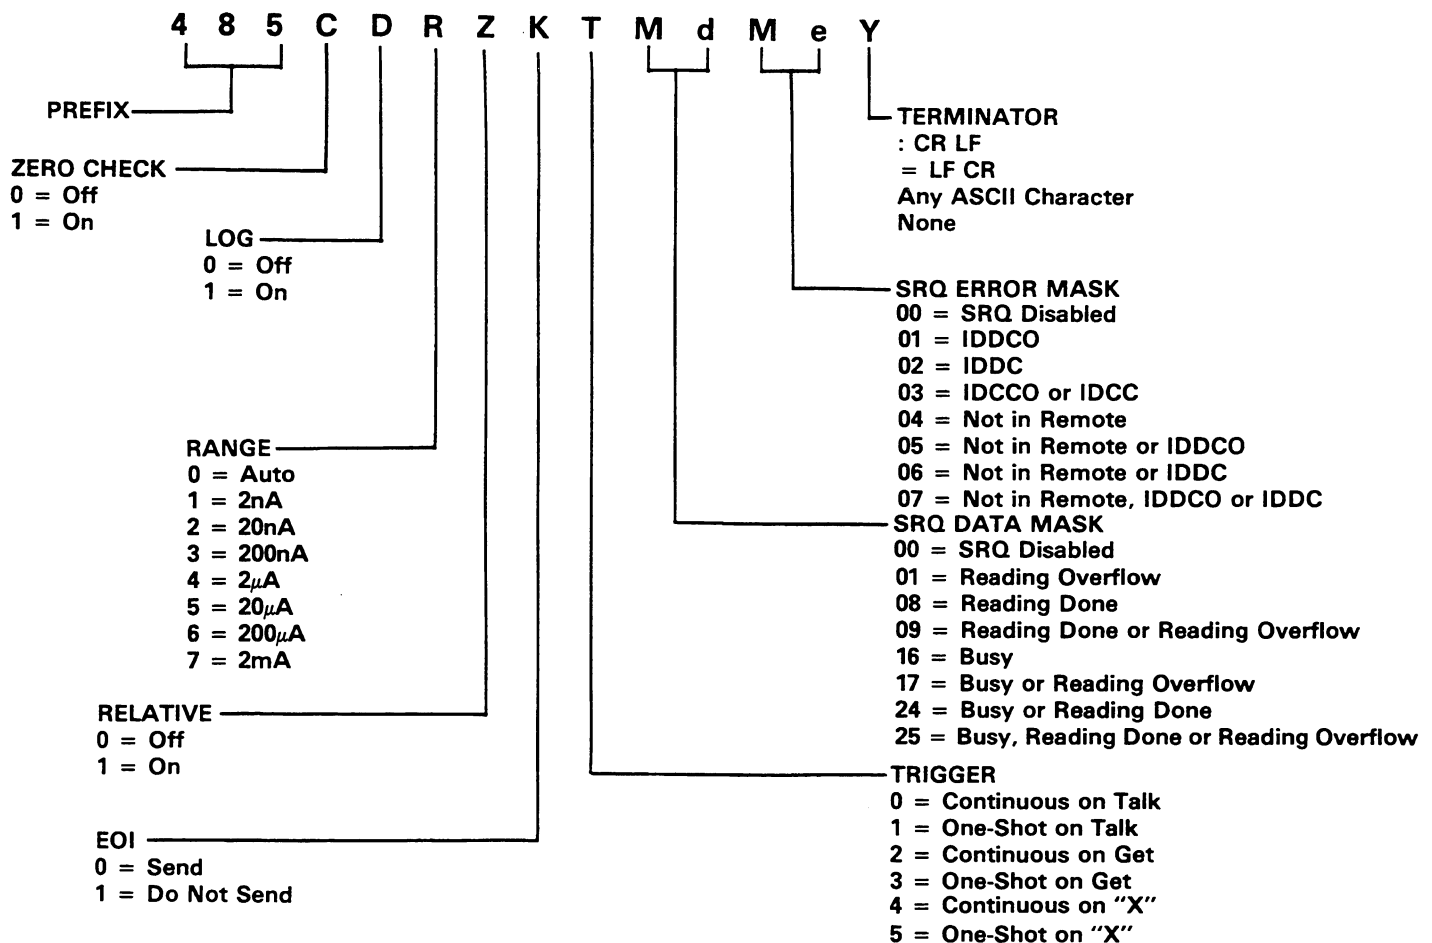 4 8 5 C D R Z K T M d M e Y
PREFIX
ZERO CHECK
0 = Off
1 = On
LOG
0 = Off
1 = On
RANGE
0 = Auto
1 = 2nA
2 = 20nA
3 = 200nA
4 = 2μA
5 = 20μA
6 = 200μA
7 = 2mA
RELATIVE
0 = Off
1 = On
EOI
0 = Send
1 = Do Not Send
TERMINATOR
: CR LF
= LF CR
Any ASCII Character
None
SRQ ERROR MASK
00 = SRQ Disabled
01 = IDDCO
02 = IDDC
03 = IDCCO or IDCC
04 = Not in Remote
05 = Not in Remote or IDDCO
06 = Not in Remote or IDDC
07 = Not in Remote, IDDCO or IDDC
SRQ DATA MASK
00 = SRQ Disabled
01 = Reading Overflow
08 = Reading Done
09 = Reading Done or Reading Overflow
16 = Busy
17 = Busy or Reading Overflow
24 = Busy or Reading Done
25 = Busy, Reading Done or Reading Overflow
TRIGGER
0 = Continuous on Talk
1 = One-Shot on Talk
2 = Continuous on Get
3 = One-Shot on Get
4 = Continuous on "X"
5 = One-Shot on "X"